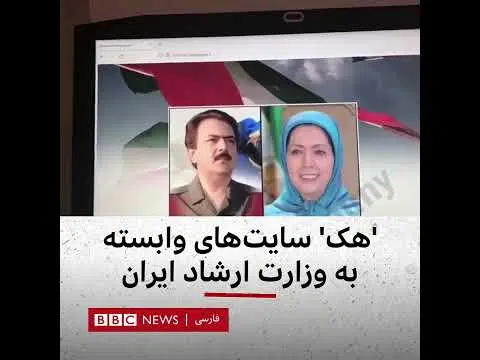 'هک' سایت‌های وابسته
به وزارت ارشاد ایران
BBC NEWS | فارسی